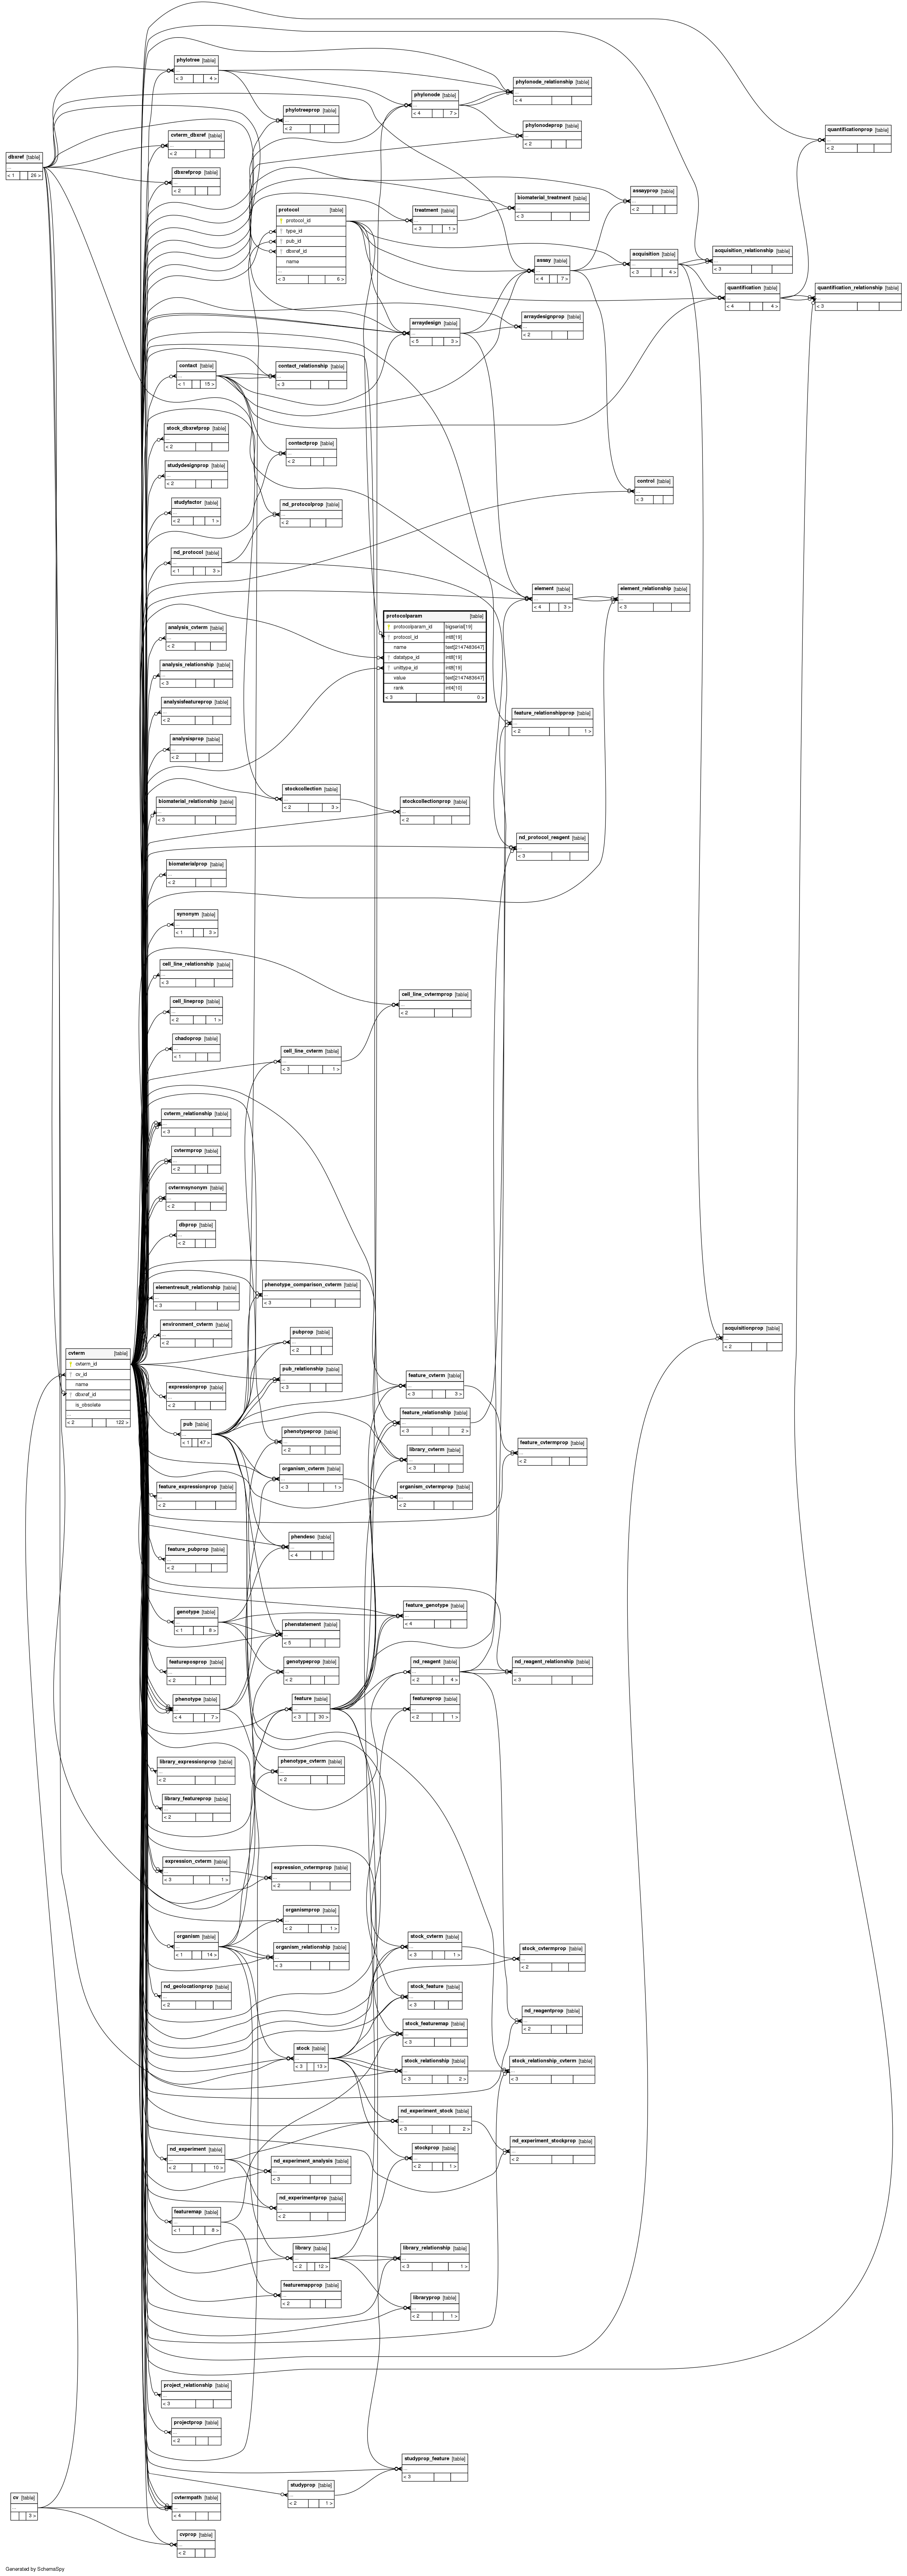 phylotree [table]
...
< 3 4 >
phylonode_relationship [table]
...
< 4
phylonode [table]
...
< 4 7 >
phylotreeprop [table]
...
< 2
phylonodeprop [table]
...
< 2
quantificationprop [table]
...
< 2
cvterm_dbxref [table]
...
< 2
dbxref [table]
...
< 1 26 >
dbxrefprop [table]
...
< 2
protocol [table]
protocol_id
type_id
pub_id
dbxref_id
name
...
< 3 6 >
treatment [table]
...
< 3 1 >
biomaterial_treatment [table]
...
< 3
assayprop [table]
...
< 2
assay [table]
...
< 4 7 >
acquisition [table]
...
< 3 4 >
acquisition_relationship [table]
...
< 3
quantification [table]
...
< 4 4 >
quantification_relationship [table]
...
< 3
arraydesign [table]
...
< 5 3 >
arraydesignprop [table]
...
< 2
contact [table]
...
< 1 15 >
contact_relationship [table]
...
< 3
stock_dbxrefprop [table]
...
< 2
contactprop [table]
...
< 2
studydesignprop [table]
...
< 2
control [table]
...
< 3
studyfactor [table]
...
< 2 1 >
nd_protocolprop [table]
...
< 2
nd_protocol [table]
...
< 1 3 >
element [table]
...
< 4 3 >
element_relationship [table]
...
< 3
protocolparam [table]
protocolparam_id bigserial[19]
protocol_id int8[19]
name text[2147483647]
datatype_id int8[19]
unittype_id int8[19]
value text[2147483647]
rank int4[10]
< 3 0 >
analysis_cvterm [table]
...
< 2
analysis_relationship [table]
...
< 3
analysisfeatureprop [table]
...
< 2
feature_relationshipprop [table]
...
< 2 1 >
analysisprop [table]
...
< 2
biomaterial_relationship [table]
...
< 3
stockcollection [table]
...
< 2 3 >
stockcollectionprop [table]
...
< 2
nd_protocol_reagent [table]
...
< 3
biomaterialprop [table]
...
< 2
synonym [table]
...
< 1 3 >
cell_line_relationship [table]
...
< 3
cell_lineprop [table]
...
< 2 1 >
cell_line_cvtermprop [table]
...
< 2
chadoprop [table]
...
< 1
cell_line_cvterm [table]
...
< 3 1 >
cvterm_relationship [table]
...
< 3
cvtermprop [table]
...
< 2
cvtermsynonym [table]
...
< 2
dbprop [table]
...
< 2
elementresult_relationship [table]
...
< 3
phenotype_comparison_cvterm [table]
...
< 3
environment_cvterm [table]
...
< 2
pubprop [table]
...
< 2
acquisitionprop [table]
...
< 2
cvterm [table]
cvterm_id
cv_id
name
dbxref_id
is_obsolete
...
< 2 122 >
expressionprop [table]
...
< 2
pub_relationship [table]
...
< 3
feature_cvterm [table]
...
< 3 3 >
pub [table]
...
< 1 47 >
phenotypeprop [table]
...
< 2
feature_relationship [table]
...
< 3 2 >
library_cvterm [table]
...
< 3
feature_cvtermprop [table]
...
< 2
feature_expressionprop [table]
...
< 2
organism_cvterm [table]
...
< 3 1 >
organism_cvtermprop [table]
...
< 2
feature_pubprop [table]
...
< 2
phendesc [table]
...
< 4
genotype [table]
...
< 1 8 >
phenstatement [table]
...
< 5
feature_genotype [table]
...
< 4
featureposprop [table]
...
< 2
genotypeprop [table]
...
< 2
nd_reagent [table]
...
< 2 4 >
nd_reagent_relationship [table]
...
< 3
phenotype [table]
...
< 4 7 >
feature [table]
...
< 3 30 >
featureprop [table]
...
< 2 1 >
library_expressionprop [table]
...
< 2
phenotype_cvterm [table]
...
< 2
library_featureprop [table]
...
< 2
expression_cvterm [table]
...
< 3 1 >
expression_cvtermprop [table]
...
< 2
organismprop [table]
...
< 2 1 >
organism [table]
...
< 1 14 >
organism_relationship [table]
...
< 3
stock_cvterm [table]
...
< 3 1 >
stock_cvtermprop [table]
...
< 2
nd_geolocationprop [table]
...
< 2
stock_feature [table]
...
< 3
nd_reagentprop [table]
...
< 2
stock_featuremap [table]
...
< 3
stock [table]
...
< 3 13 >
stock_relationship [table]
...
< 3 2 >
stock_relationship_cvterm [table]
...
< 3
nd_experiment_stock [table]
...
< 3 2 >
nd_experiment [table]
...
< 2 10 >
nd_experiment_analysis [table]
...
< 3
stockprop [table]
...
< 2 1 >
nd_experiment_stockprop [table]
...
< 2
nd_experimentprop [table]
...
< 2
featuremap [table]
...
< 1 8 >
library [table]
...
< 2 12 >
library_relationship [table]
...
< 3 1 >
featuremapprop [table]
...
< 2
libraryprop [table]
...
< 2 1 >
project_relationship [table]
...
< 3
projectprop [table]
...
< 2
studyprop_feature [table]
...
< 3
studyprop [table]
...
< 2 1 >
cv [table]
...
3 >
cvtermpath [table]
...
< 4
cvprop [table]
...
< 2
Generated by SchemaSpy